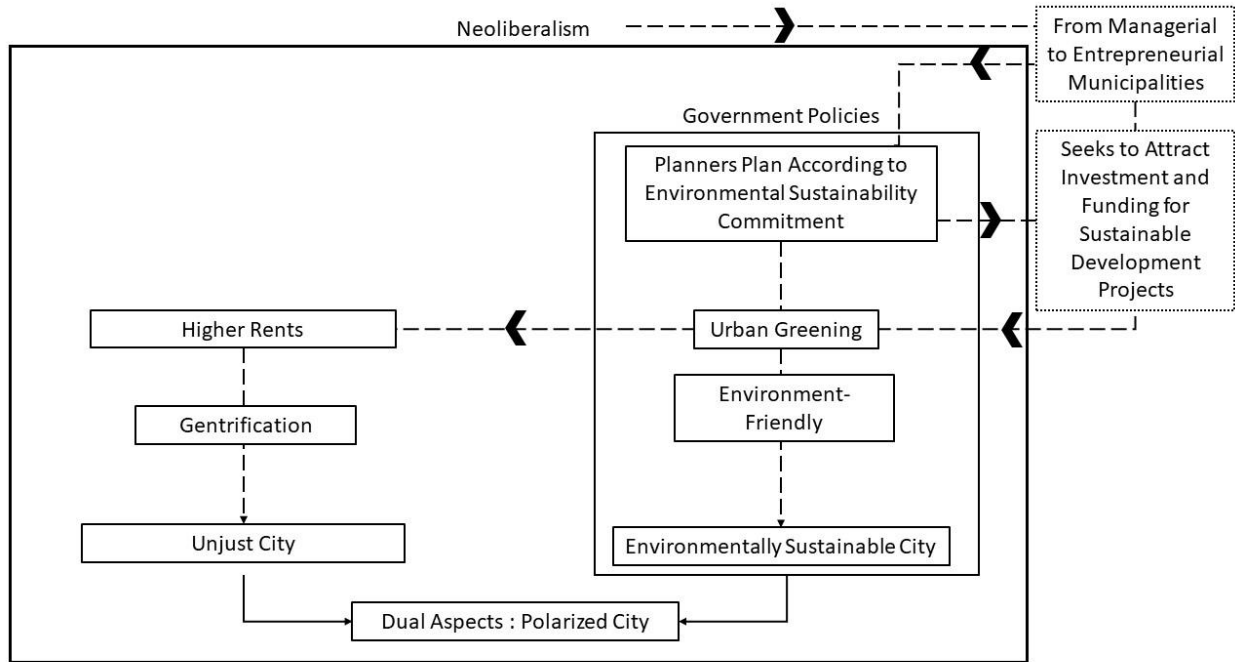 Neoliberalism
From Managerial
to Entrepreneurial
Municipalities
Government Policies
Planners Plan According to
Environmental Sustainability
Commitment
Seeks to Attract
Investment and
Funding for
Sustainable
Development
Projects
Higher Rents
Urban Greening
Environment-
Friendly
Gentrification
Unjust City
Environmentally Sustainable City
Dual Aspects : Polarized City